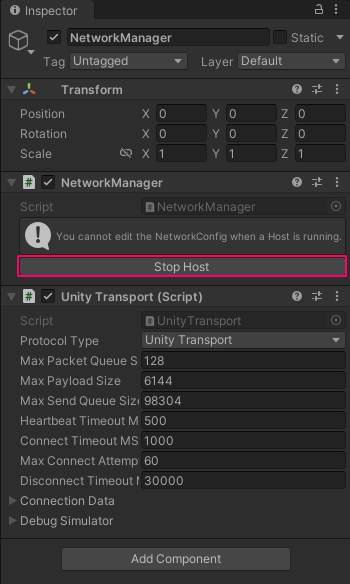 Inspector
NetworkManager Static
Tag Untagged Layer Default
Transform
Position X 0 Y 0 Z 0
Rotation X 0 Y 0 Z 0
Scale X 1 Y 1 Z 1
NetworkManager
Script NetworkManager
You cannot edit the NetworkConfig when a Host is running.
Stop Host
Unity Transport (Script)
Script UnityTransport
Protocol Type Unity Transport
Max Packet Queue S 128
Max Payload Size 6144
Max Send Queue Size 98304
Heartbeat Timeout M 500
Connect Timeout MS 1000
Max Connect Attemp 60
Disconnect Timeout M 30000
Connection Data
Debug Simulator
Add Component